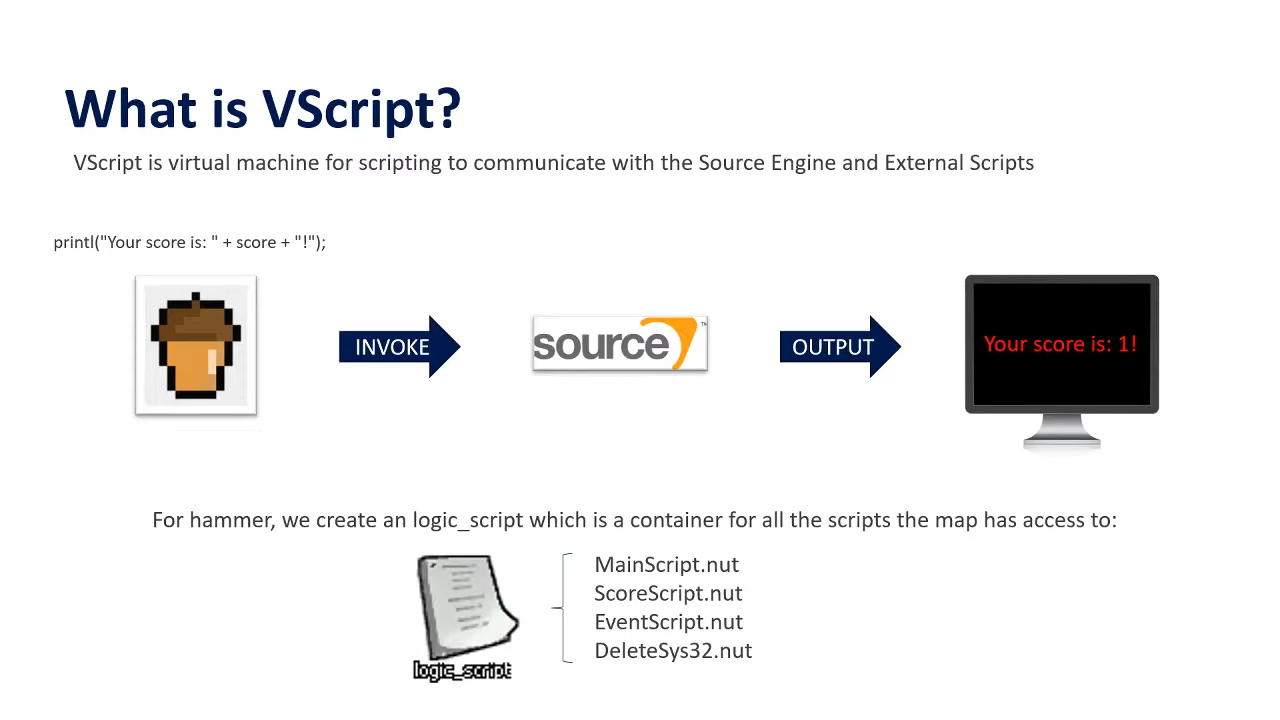 What is VScript?
VScript is virtual machine for scripting to communicate with the Source Engine and External Scripts
printl("Your score is: " + score + "!");
INVOKE
source™
OUTPUT
Your score is: 1!
For hammer, we create an logic_script which is a container for all the scripts the map has access to:
MainScript.nut
ScoreScript.nut
EventScript.nut
DeleteSys32.nut
logic_script